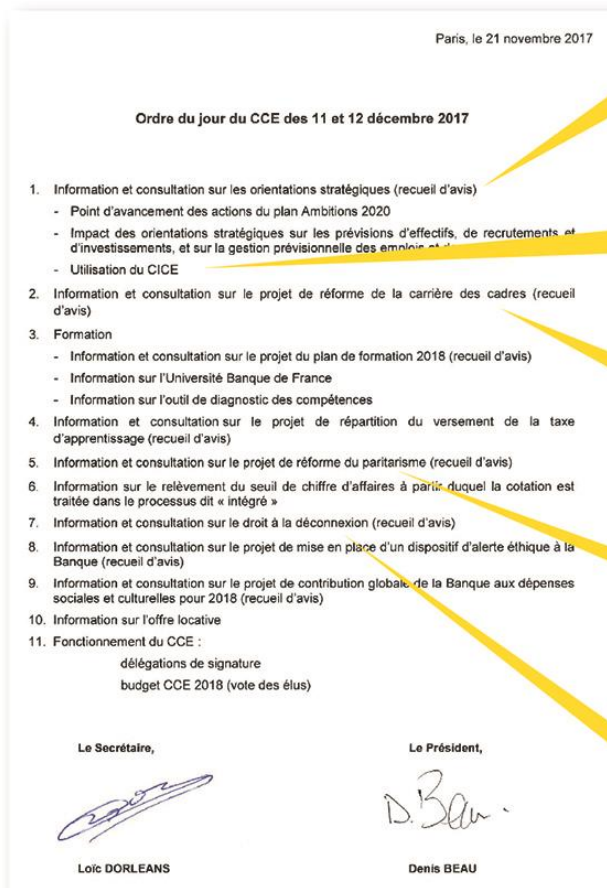 Paris, le 21 novembre 2017
Ordre du jour du CCE des 11 et 12 décembre 2017
1. Information et consultation sur les orientations stratégiques (recueil d'avis)
- Point d'avancement des actions du plan Ambitions 2020
- Impact des orientations stratégiques sur les prévisions d'effectifs, de recrutements et
d'investissements, et sur la gestion prévisionnelle des emplois et
- Utilisation du CICE
2. Information et consultation sur le projet de réforme de la carrière des cadres (recueil
d'avis)
3. Formation
- Information et consultation sur le projet du plan de formation 2018 (recueil d'avis)
- Information sur l'Université Banque de France
- Information sur l'outil de diagnostic des compétences
4. Information et consultation sur le projet de répartition du versement de la taxe
d'apprentissage (recueil d'avis)
5. Information et consultation sur le projet de réforme du paritarisme (recueil d'avis)
6. Information sur le relèvement du seuil de chiffre d'affaires à partir duquel la cotation est
traitée dans le processus dit « intégré »
7. Information et consultation sur le droit à la déconnexion (recueil d'avis)
8. Information et consultation sur le projet de mise en place d'un dispositif d'alerte éthique à la
Banque (recueil d'avis)
9. Information et consultation sur le projet de contribution globale de la Banque aux dépenses
sociales et culturelles pour 2018 (recueil d'avis)
10. Information sur l'offre locative
11. Fonctionnement du CCE :
délégations de signature
budget CCE 2018 (vote des élus)
Le Secrétaire, Le Président,
D. Beau.
Loïc DORLEANS Denis BEAU